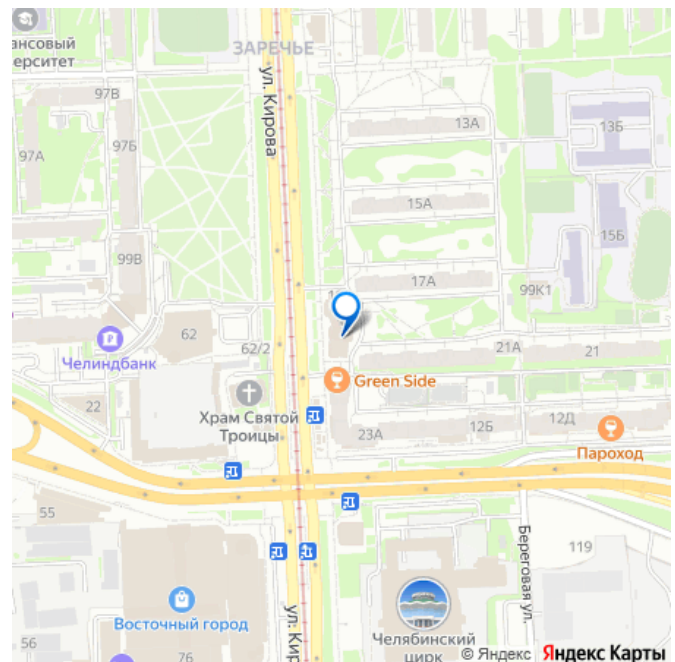 ансовый
ерситет
ЗАРЕЧЬЕ
ул. Кирова
97В
97Б
97А
13А
13Б
15А
15Б
99В
17А
99К1
62
62/2
Челиндбанк
21А
21
Green Side
22
Храм Святой
Троицы
23А
12Б
12Д
Пароход
55
Береговая ул.
119
Восточный город
ул. Кир
56
76
Челябинский
цирк
© Яндекс Яндекс Карты